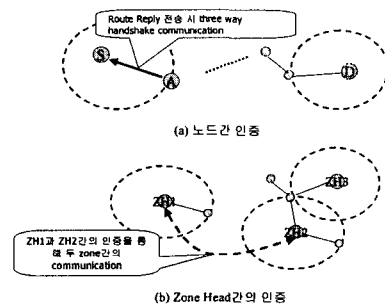 Route Reply 전송 시 three way
handshake communication
S
A
D
(a) 노드간 인증
ZH1
ZH3
ZH2
ZH1과 ZH2간의 인증을 통
해 두 zone간의
communication
(b) Zone Head간의 인증